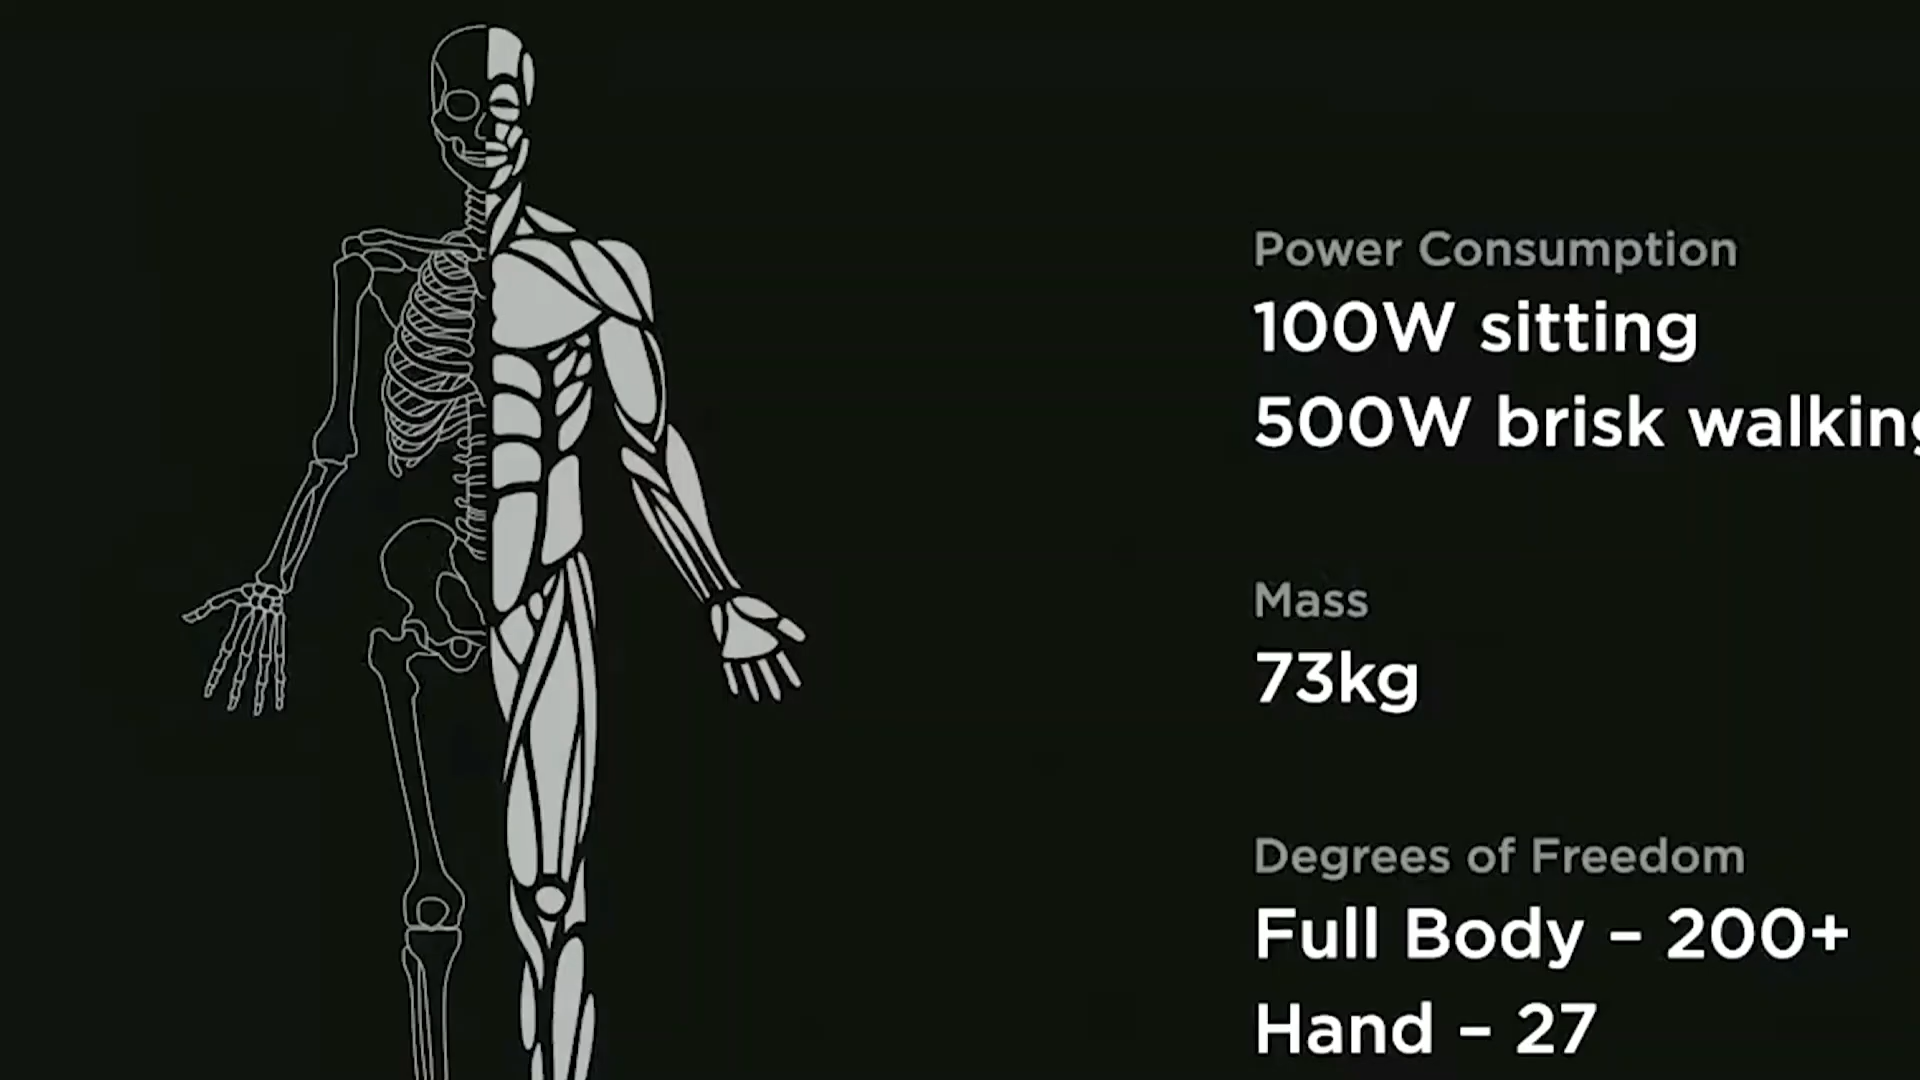 Power Consumption
100W sitting
500W brisk walking
Mass
73kg
Degrees of Freedom
Full Body – 200+
Hand – 27